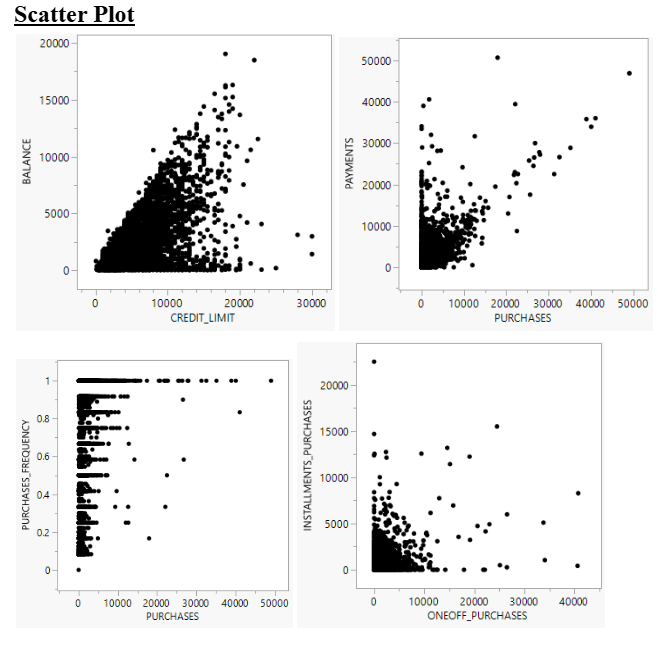 Scatter Plot
20000
15000
10000
5000
0
BALANCE
0 10000 20000 30000
CREDIT_LIMIT
50000
40000
30000
20000
10000
0
PAYMENTS
0 10000 20000 30000 40000 50000
PURCHASES
1
0.8
0.6
0.4
0.2
0
PURCHASES_FREQUENCY
0 10000 20000 30000 40000 50000
PURCHASES
20000
15000
10000
5000
0
INSTALLMENTS_PURCHASES
0 10000 20000 30000 40000
ONEOFF_PURCHASES